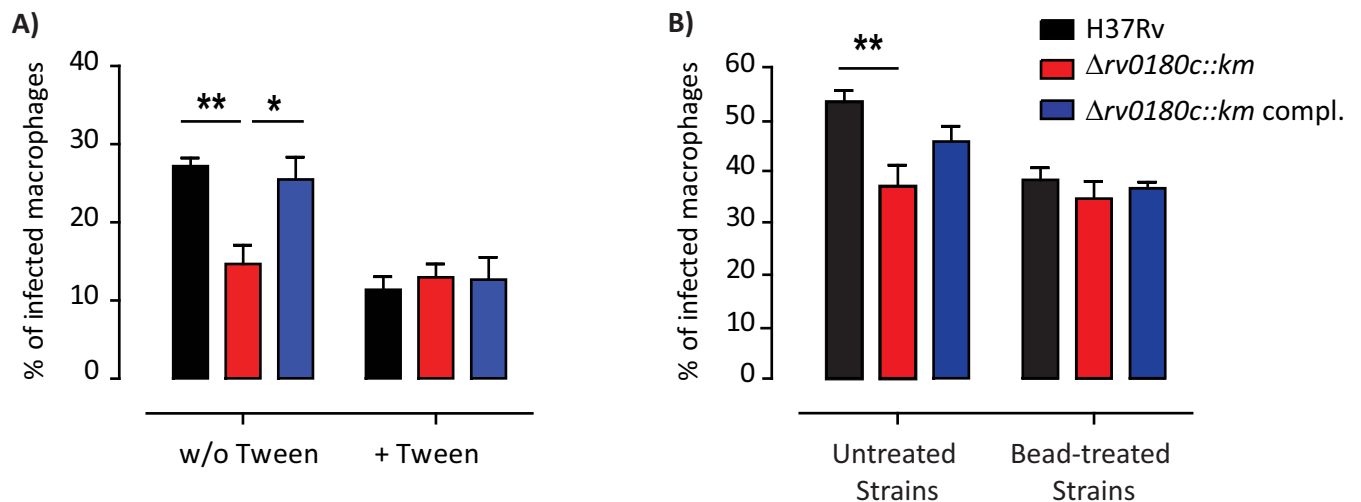 A)
% of infected macrophages
40
30
20
10
0
**
*
w/o Tween
+ Tween
B)
% of infected macrophages
60
50
40
30
20
10
0
**
H37Rv
Δrv0180c::km
Δrv0180c::km compl.
Untreated
Strains
Bead-treated
Strains